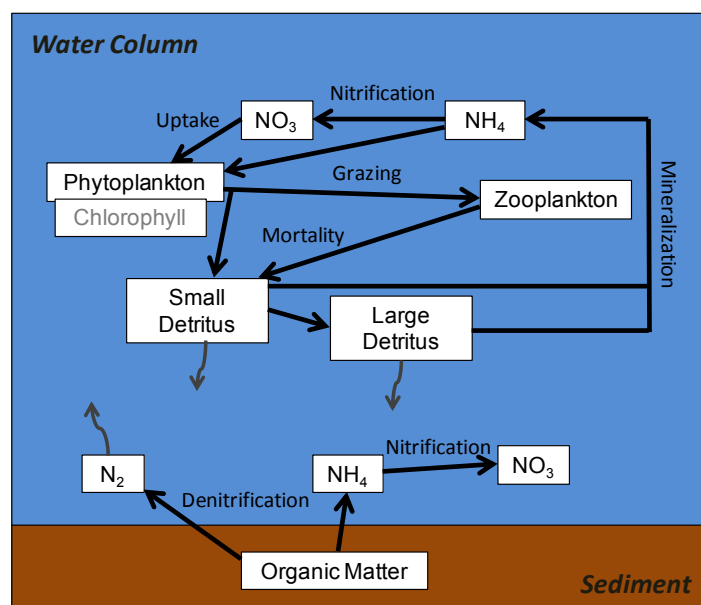 Water Column
Nitrification
Uptake
NO3
NH4
Phytoplankton
Chlorophyll
Grazing
Zooplankton
Mineralization
Mortality
Small
Detritus
Large
Detritus
N2
Denitrification
NH4
Nitrification
NO3
Organic Matter
Sediment